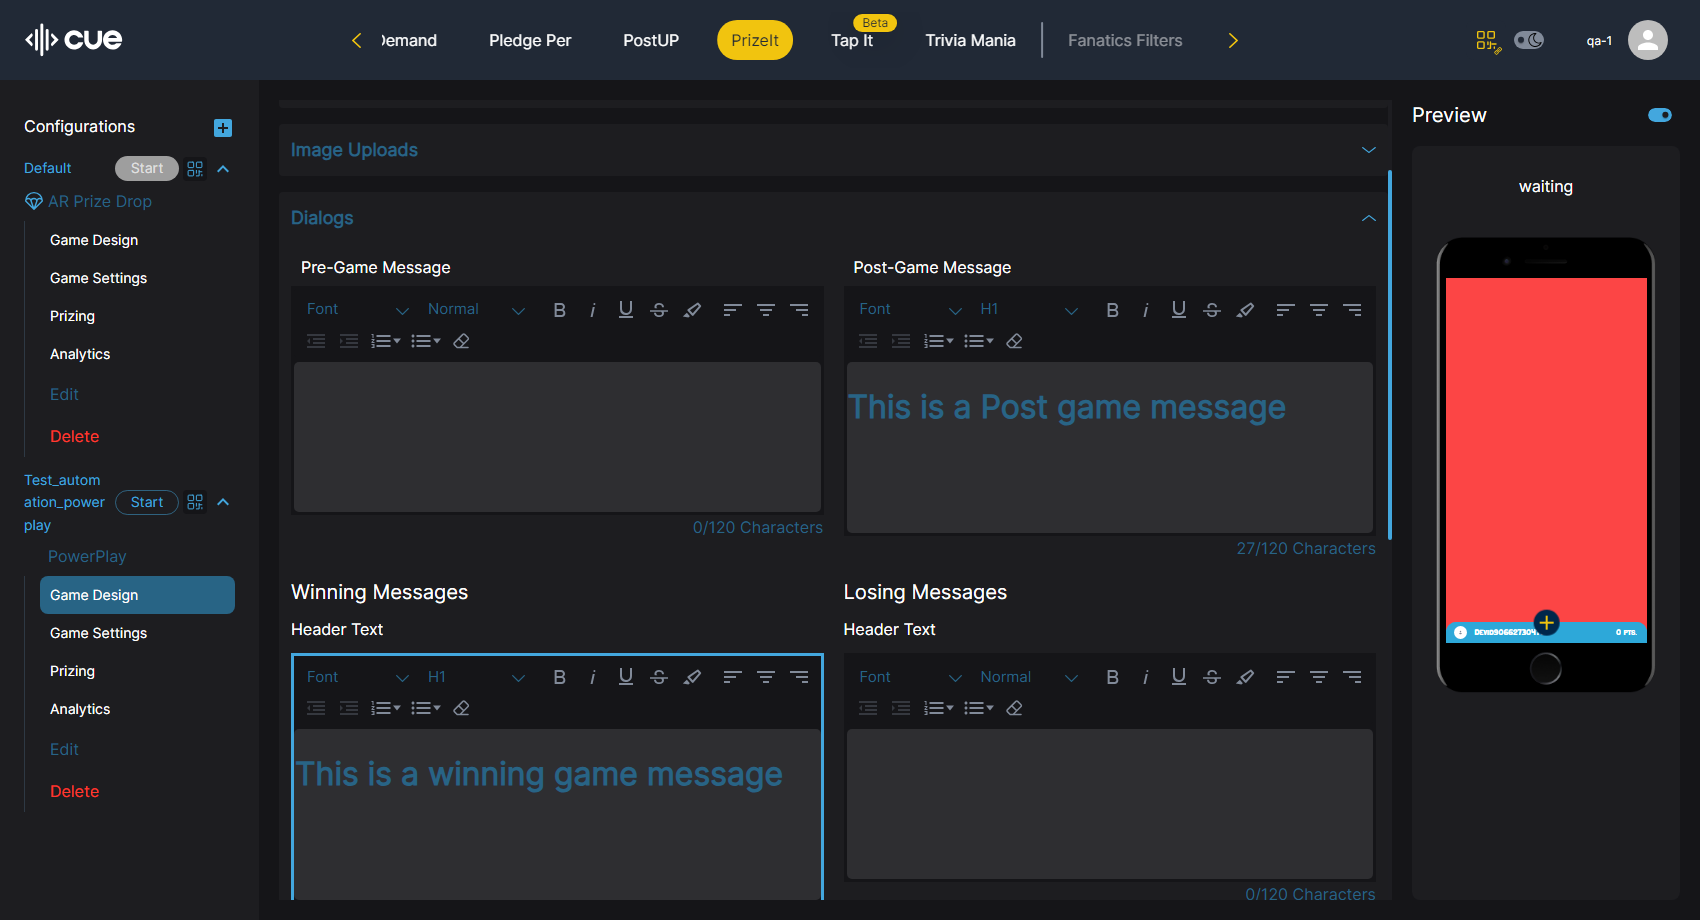 cue
Demand
Pledge Per
PostUP
PrizeIt
Beta
Tap It
Trivia Mania
Fanatics Filters
qa-1
Configurations
Default
Start
AR Prize Drop
Game Design
Game Settings
Prizing
Analytics
Edit
Delete
Test_autom
ation_power
play
Start
PowerPlay
Game Design
Game Settings
Prizing
Analytics
Edit
Delete
Image Uploads
Dialogs
Pre-Game Message
Font
Normal
0/120 Characters
Post-Game Message
Font
H1
This is a Post game message
27/120 Characters
Winning Messages
Header Text
Font
H1
This is a winning game message
Losing Messages
Header Text
Font
Normal
0/120 Characters
Preview
waiting
0 PTS.